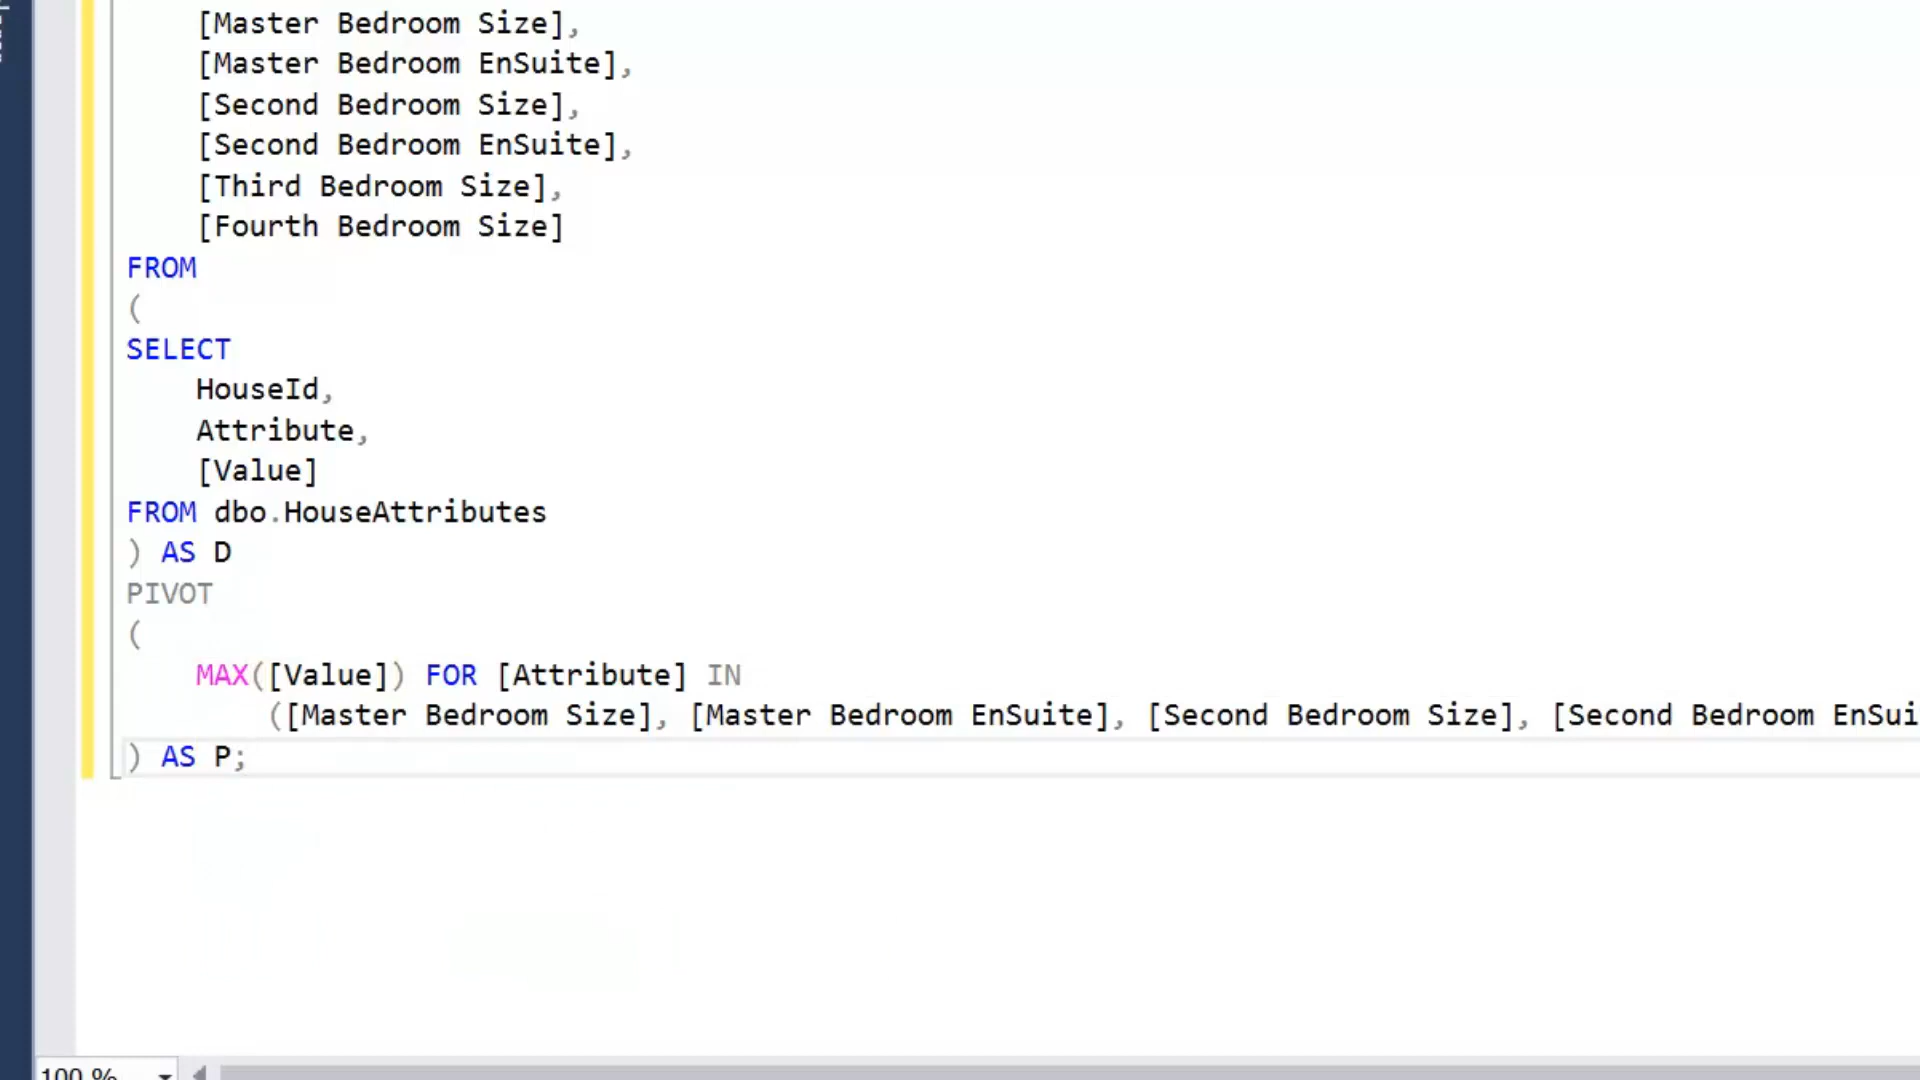 [Master Bedroom Size],
[Master Bedroom EnSuite],
[Second Bedroom Size],
[Second Bedroom EnSuite],
[Third Bedroom Size],
[Fourth Bedroom Size]
FROM
(
SELECT
HouseId,
Attribute,
[Value]
FROM dbo.HouseAttributes
) AS D
PIVOT
(
MAX([Value]) FOR [Attribute] IN
([Master Bedroom Size], [Master Bedroom EnSuite], [Second Bedroom Size], [Second Bedroom EnSui
) AS P;
100 %